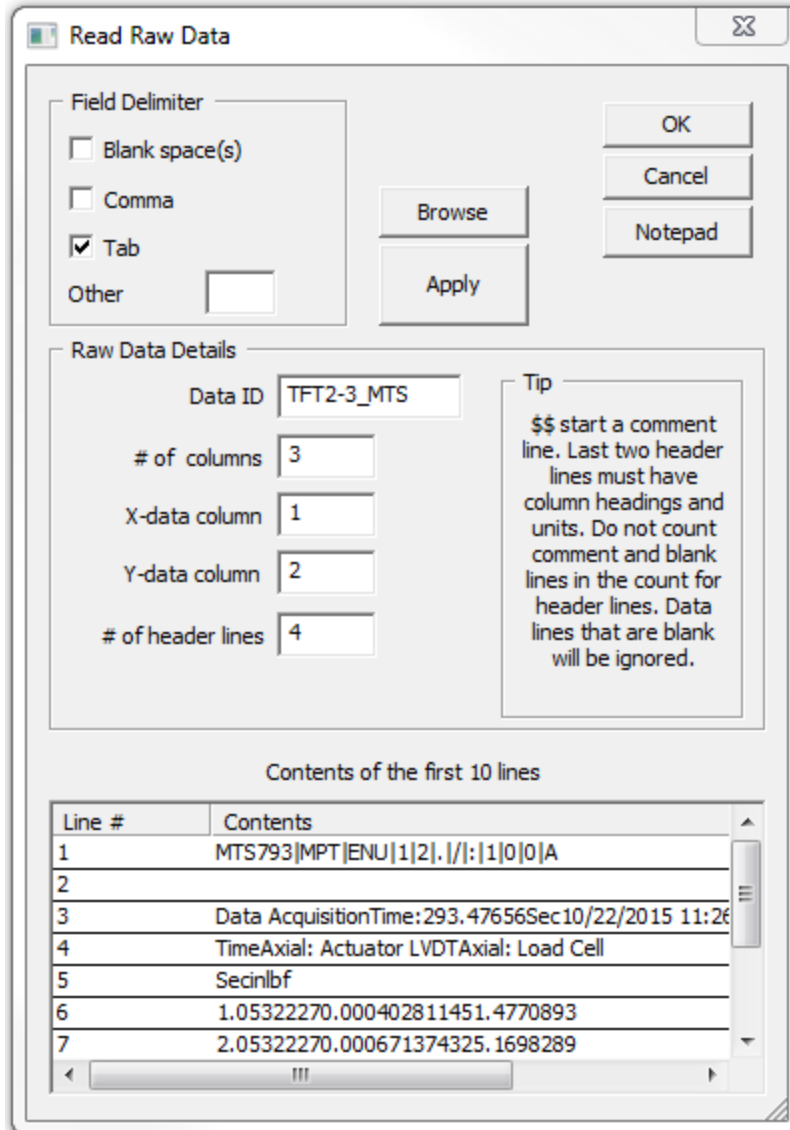 Read Raw Data
Field Delimiter
Blank space(s)
Comma
Tab
Other
Browse
Apply
OK
Cancel
Notepad
Raw Data Details
Data ID TFT2-3_MTS
# of columns 3
X-data column 1
Y-data column 2
# of header lines 4
Tip
$$ start a comment
line. Last two header
lines must have
column headings and
units. Do not count
comment and blank
lines in the count for
header lines. Data
lines that are blank
will be ignored.
Contents of the first 10 lines
Line # Contents
1 MTS793|MPT|ENU|1|2|.|/|:|1|0|0|A
2
3 Data AcquisitionTime:293.47656Sec10/22/2015 11:26
4 TimeAxial: Actuator LVDTAxial: Load Cell
5 Secinlbf
6 1.05322270.000402811451.4770893
7 2.05322270.000671374325.1698289